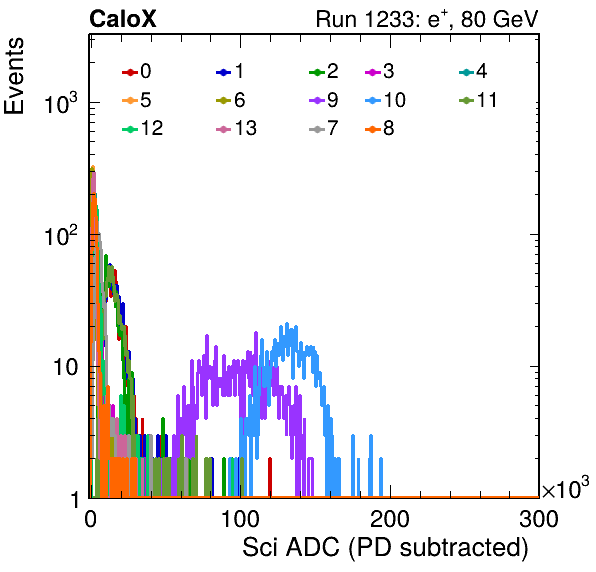 CaloX Run 1233: e⁺, 80 GeV
Events
0 1 2 3 4
5 6 9 10 11
12 13 7 8
10³
10²
10
1
0 100 200 300
×10³
Sci ADC (PD subtracted)